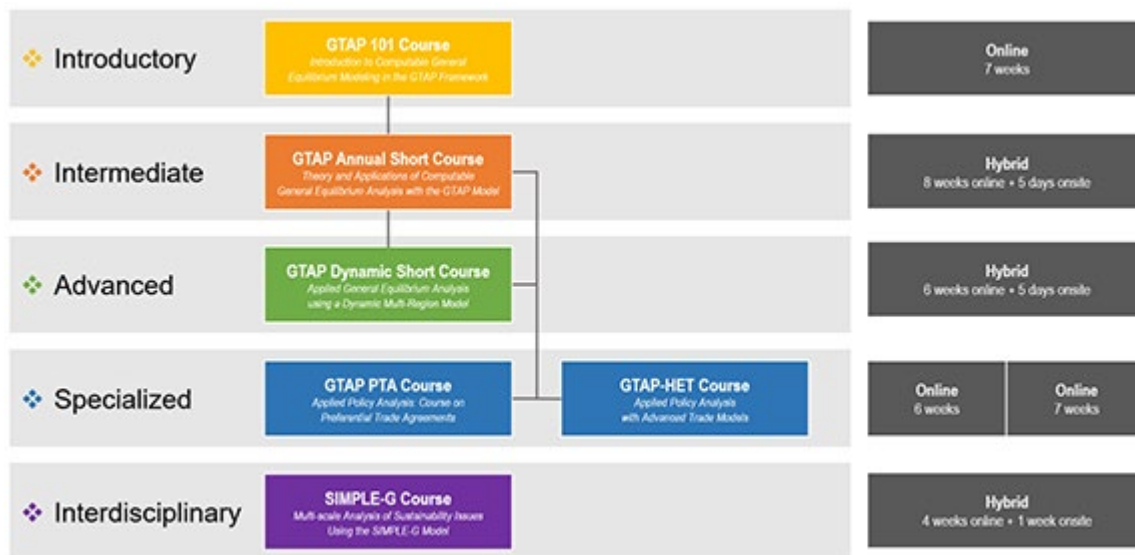 Introductory
GTAP 101 Course
Introduction to Computable General
Equilibrium Modeling in the GTAP Framework
Online
7 weeks
Intermediate
GTAP Annual Short Course
Theory and Applications of Computable
General Equilibrium Analysis with the GTAP Model
Hybrid
8 weeks online + 5 days onsite
Advanced
GTAP Dynamic Short Course
Applied General Equilibrium Analysis
using a Dynamic Multi-Region Model
Hybrid
6 weeks online + 5 days onsite
Specialized
GTAP PTA Course
Applied Policy Analysis: Course on
Preferential Trade Agreements
GTAP-HET Course
Applied Policy Analysis
with Advanced Trade Models
Online
6 weeks
Online
7 weeks
Interdisciplinary
SIMPLE-G Course
Multi-scale Analysis of Sustainability Issues
Using the SIMPLE-G Model
Hybrid
4 weeks online + 1 week onsite